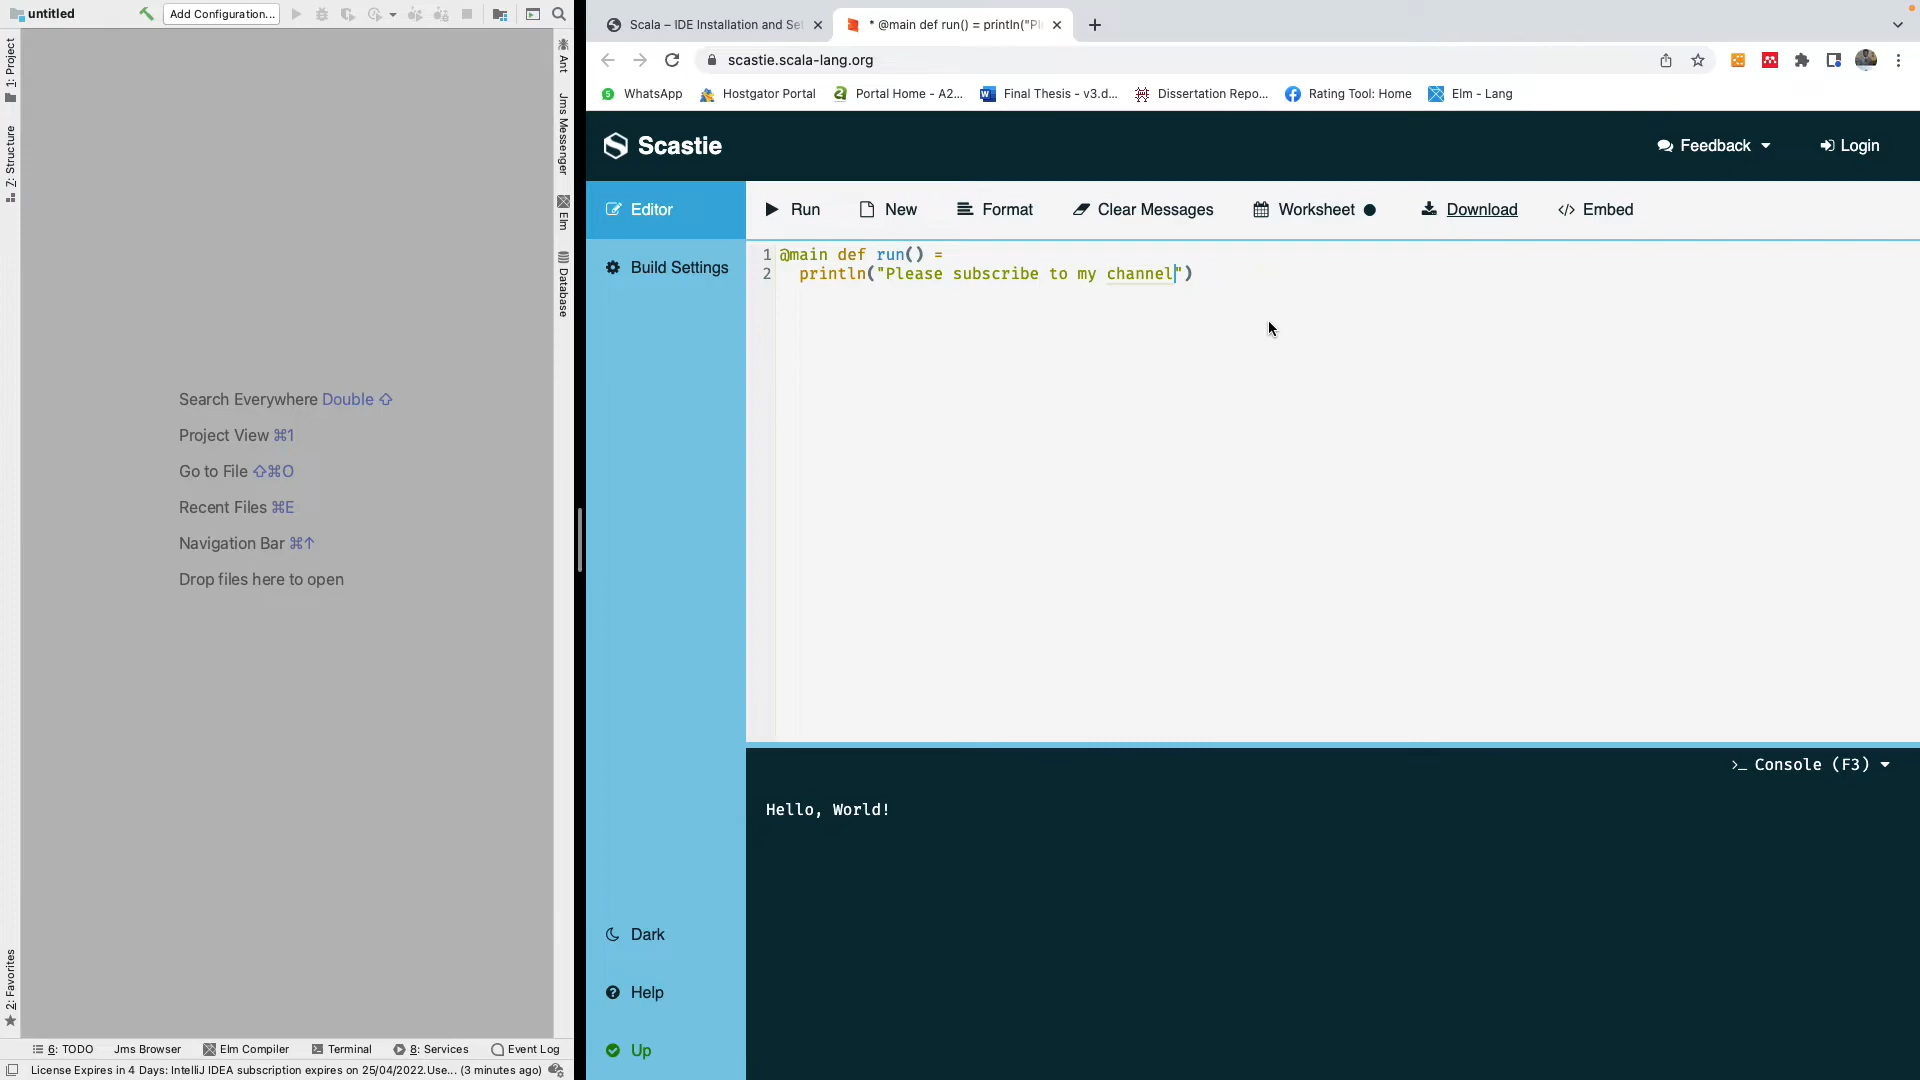 untitled
Add Configuration...
1: Project
Z: Structure
2: Favorites
Ant
Jms Messenger
Elm
Database
Search Everywhere Double ⇧
Project View ⌘1
Go to File ⇧⌘O
Recent Files ⌘E
Navigation Bar ⌘↑
Drop files here to open
6: TODO Jms Browser Elm Compiler Terminal 8: Services Event Log
License Expires in 4 Days: IntelliJ IDEA subscription expires on 25/04/2022.Use... (3 minutes ago)
Scala – IDE Installation and Se
* @main def run() = println("Pl
scastie.scala-lang.org
WhatsApp Hostgator Portal Portal Home - A2... Final Thesis - v3.d... Dissertation Repo... Rating Tool: Home Elm - Lang
Scastie
Feedback Login
Editor
Build Settings
Run New Format Clear Messages Worksheet Download Embed
1 @main def run() =
2 println("Please subscribe to my channel")
>_ Console (F3)
Hello, World!
Dark
Help
Up